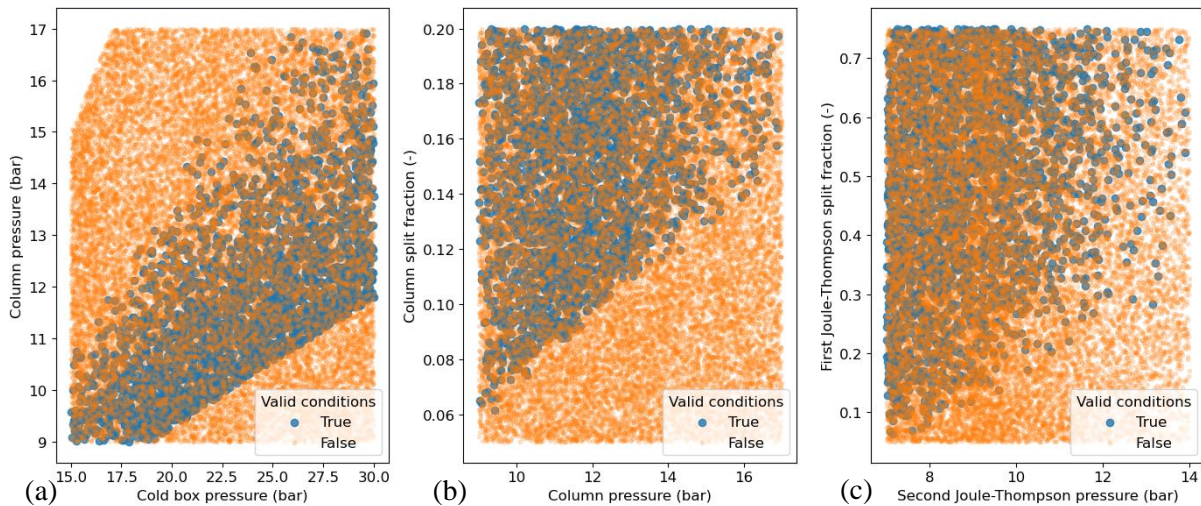 17
16
15
14
13
12
11
10
9
Column pressure (bar)
15.0 17.5 20.0 22.5 25.0 27.5 30.0
Cold box pressure (bar)
Valid conditions
True
False
(a)
0.20
0.18
0.16
0.14
0.12
0.10
0.08
0.06
Column split fraction (-)
10 12 14 16
Column pressure (bar)
Valid conditions
True
False
(b)
0.7
0.6
0.5
0.4
0.3
0.2
0.1
First Joule-Thompson split fraction (-)
8 10 12 14
Second Joule-Thompson pressure (bar)
Valid conditions
True
False
(c)